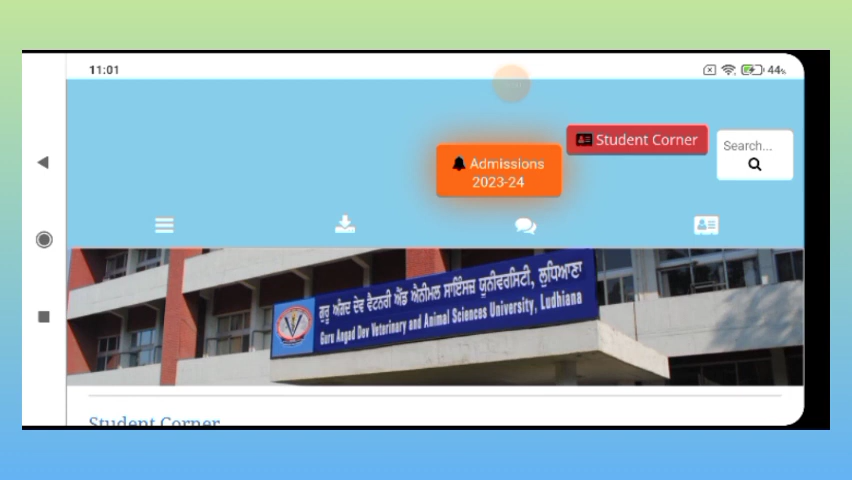 11:01
44%
Student Corner
Search...
Admissions
2023-24
ਗੁਰੂ ਅੰਗਦ ਦੇਵ ਵੈਟਨਰੀ ਐਂਡ ਐਨੀਮਲ ਸਾਇੰਸਜ਼ ਯੂਨੀਵਰਸਿਟੀ, ਲੁਧਿਆਣਾ
Guru Angad Dev Veterinary and Animal Sciences University, Ludhiana
Student Corner